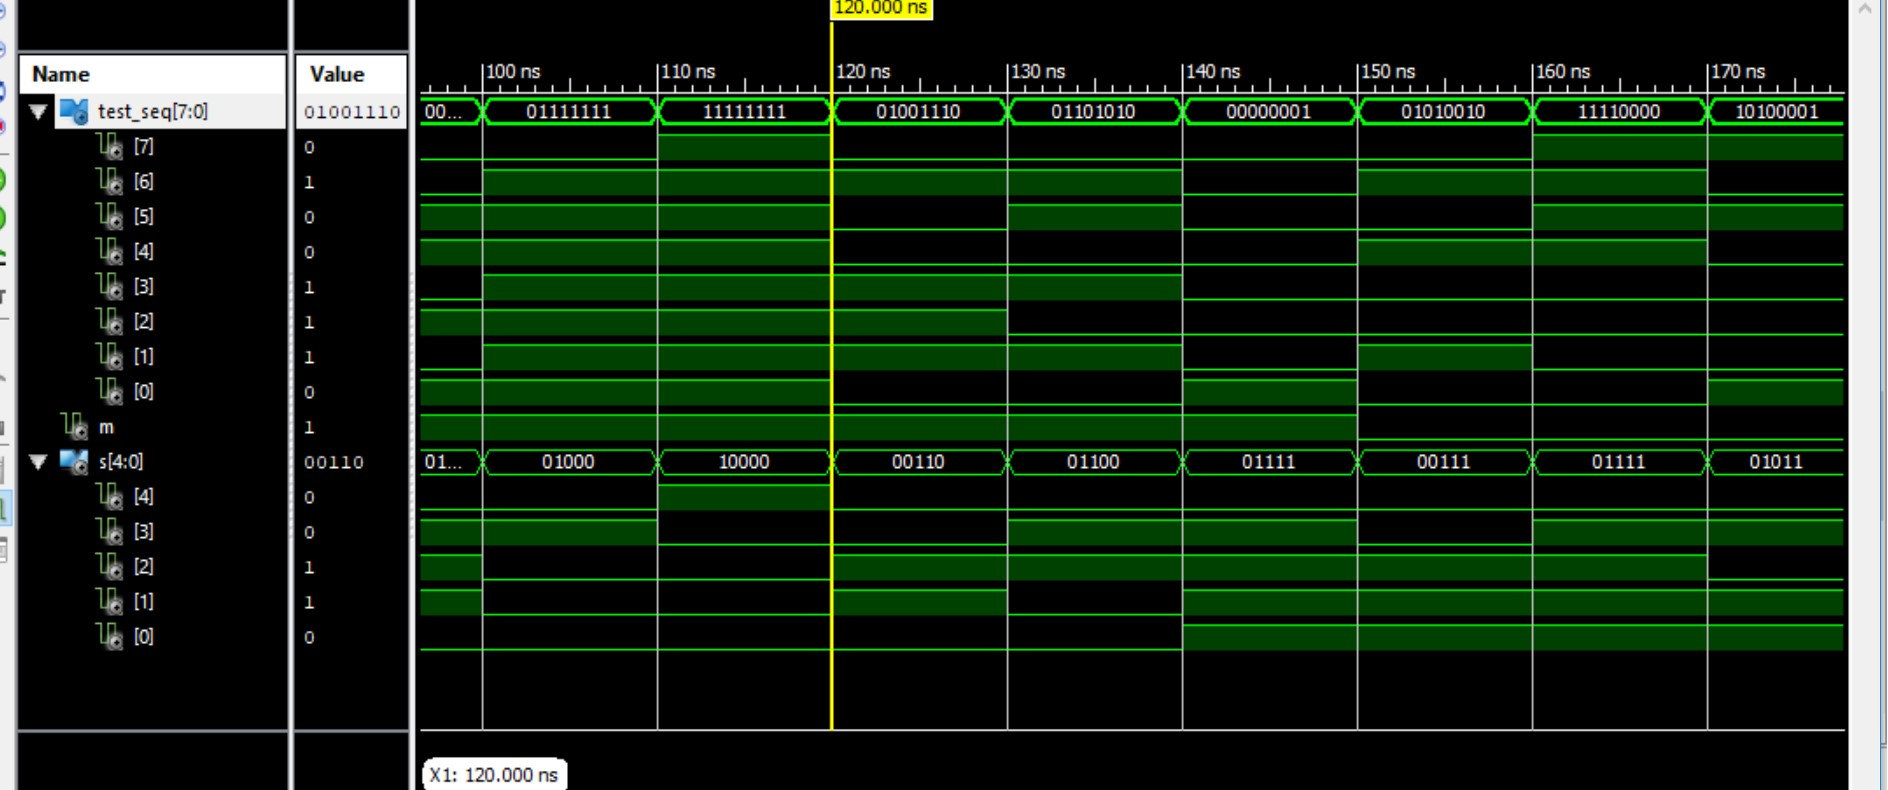 120.000 ns
Name Value 100 ns 110 ns 120 ns 130 ns 140 ns 150 ns 160 ns 170 ns
test_seq[7:0] 01001110 00... 01111111 11111111 01001110 01101010 00000001 01010010 11110000 10100001
[7] 0
[6] 1
[5] 0
[4] 0
[3] 1
[2] 1
[1] 1
[0] 0
m 1
s[4:0] 00110 01... 01000 10000 00110 01100 01111 00111 01111 01011
[4] 0
[3] 0
[2] 1
[1] 1
[0] 0
X1: 120.000 ns